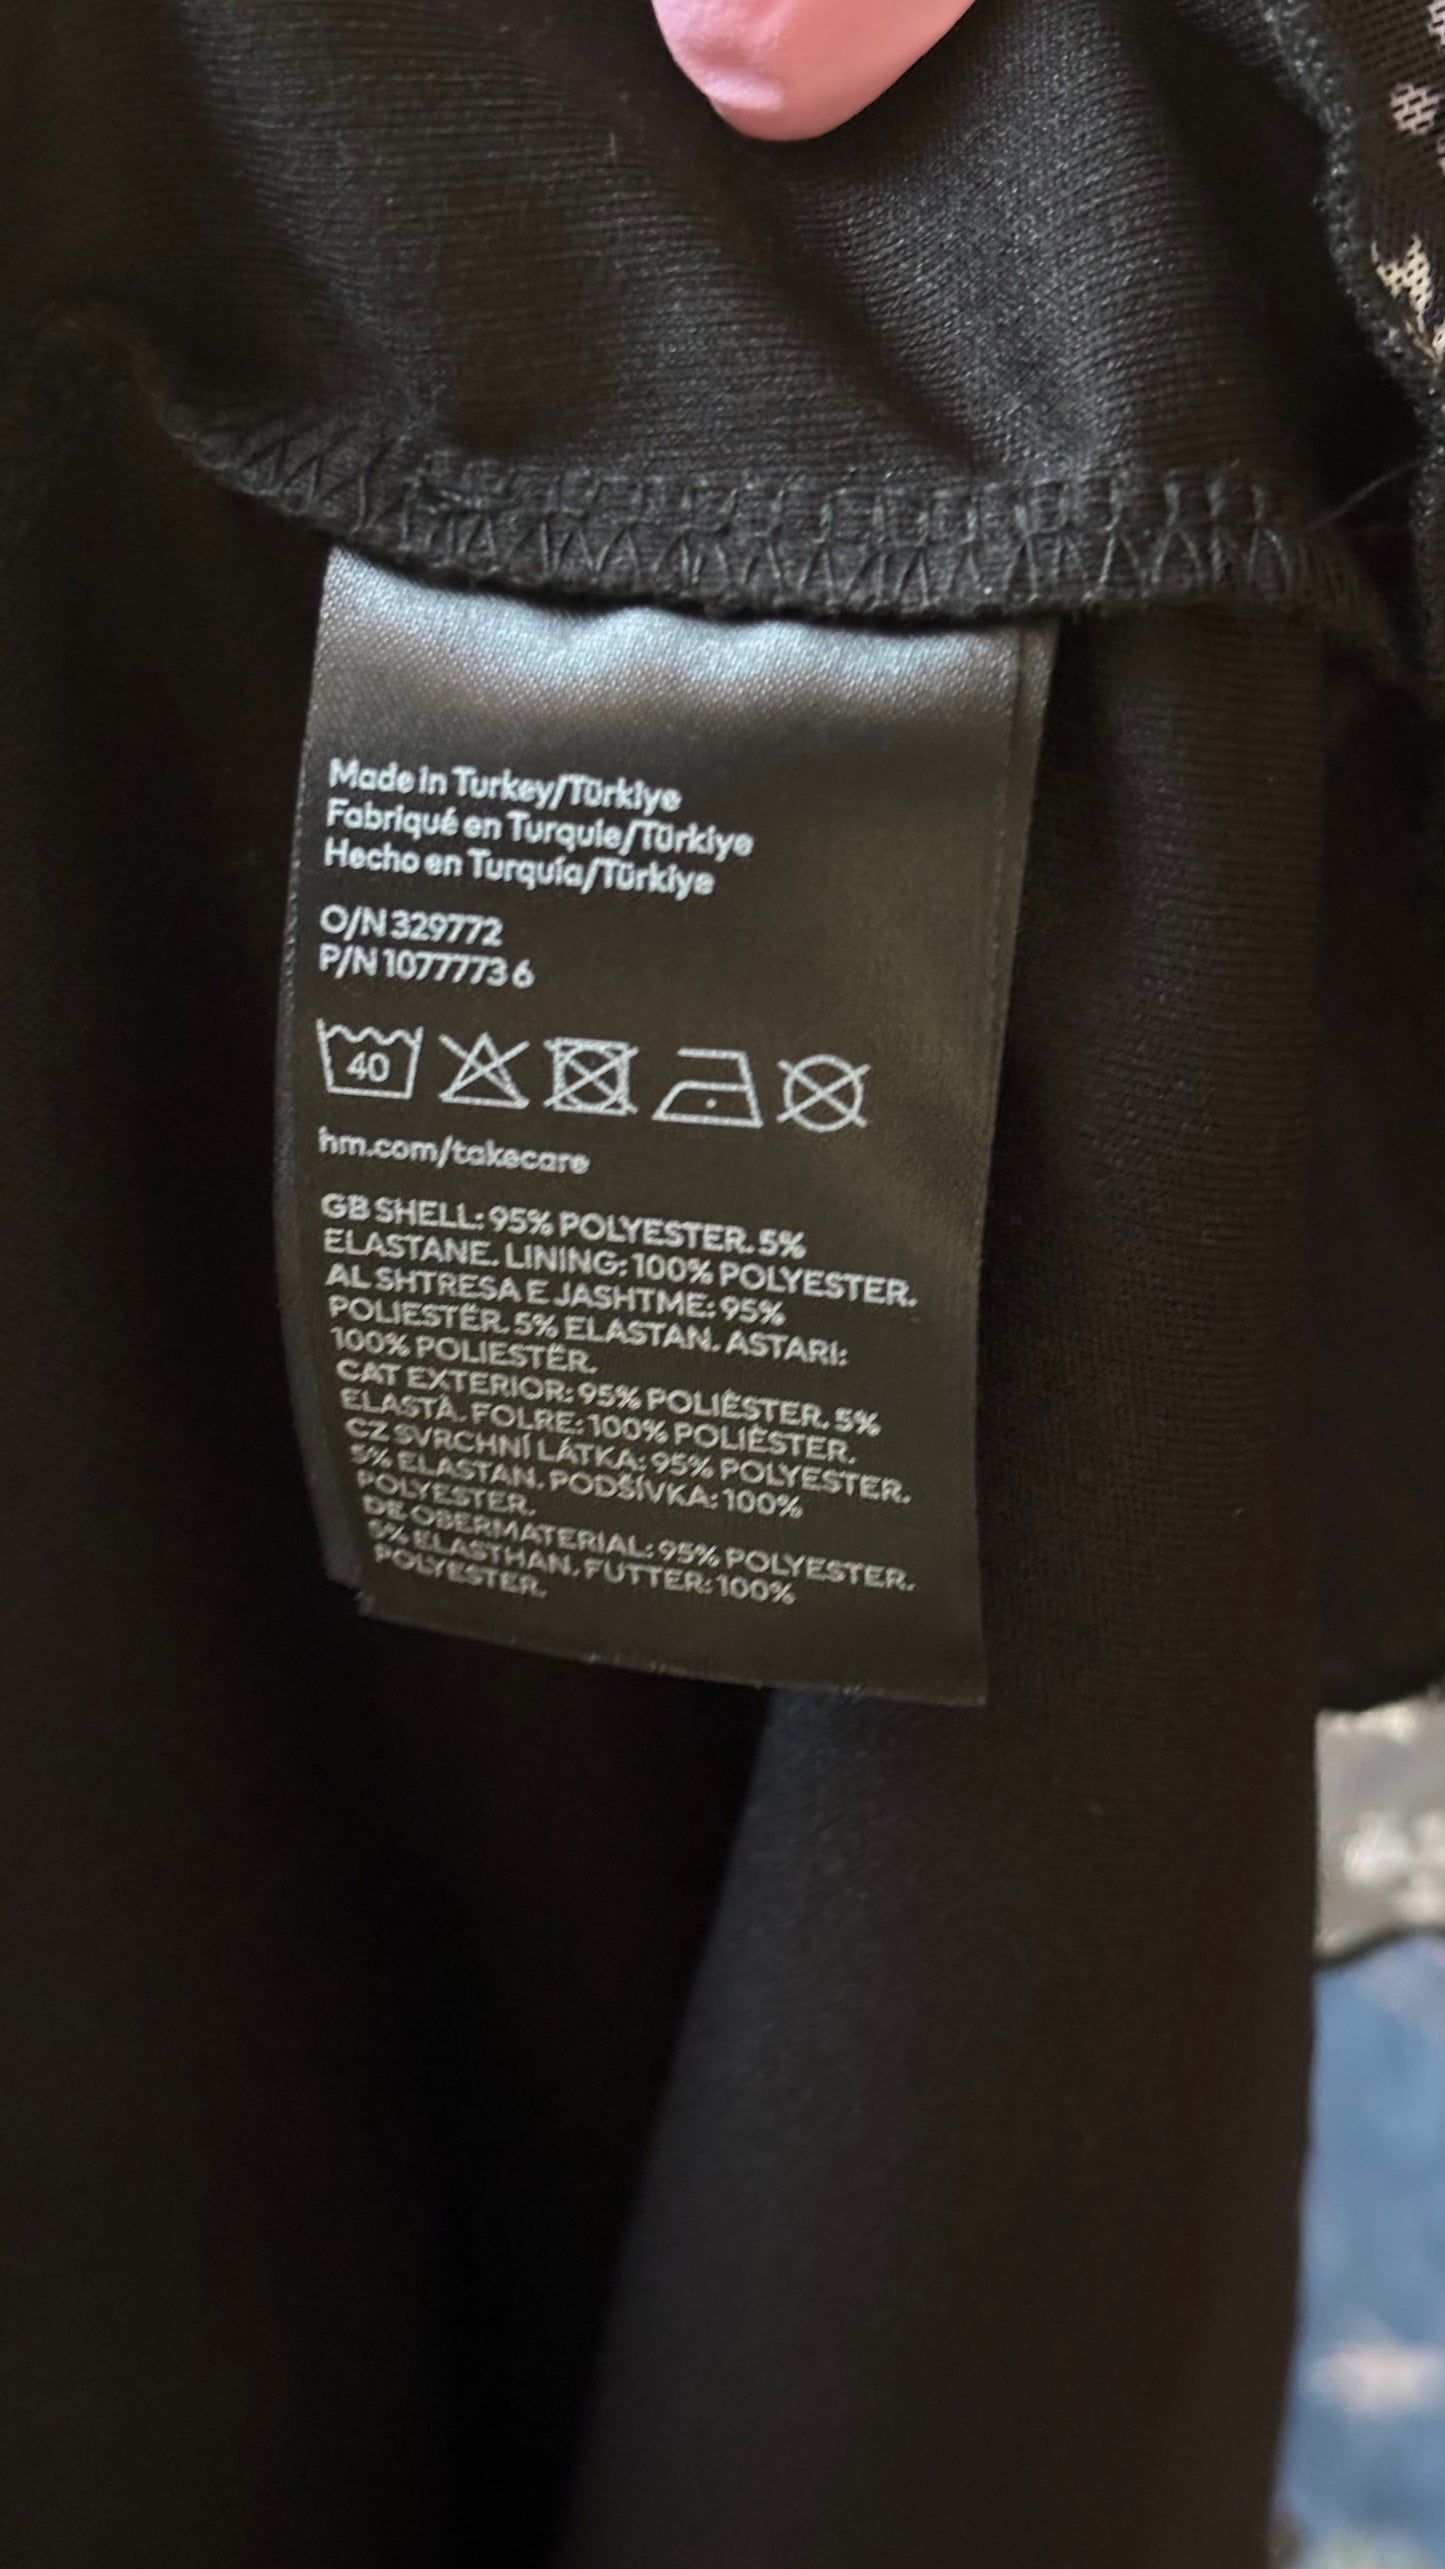 Made in Turkey/Türkiye
Fabriqué en Turquie/Türkiye
Hecho en Turquía/Türkiye
O/N 329772
P/N 1077773 6
40
hm.com/takecare
GB SHELL: 95% POLYESTER. 5%
ELASTANE. LINING: 100% POLYESTER.
AL SHTRESA E JASHTME: 95%
POLIESTËR. 5% ELASTAN. ASTARI:
100% POLIESTËR.
CAT EXTERIOR: 95% POLIÈSTER. 5%
ELASTÀ. FOLRE: 100% POLIÈSTER.
CZ SVRCHNÍ LÁTKA: 95% POLYESTER.
5% ELASTAN. PODŠÍVKA: 100%
POLYESTER.
DE OBERMATERIAL: 95% POLYESTER.
5% ELASTHAN. FUTTER: 100%
POLYESTER.